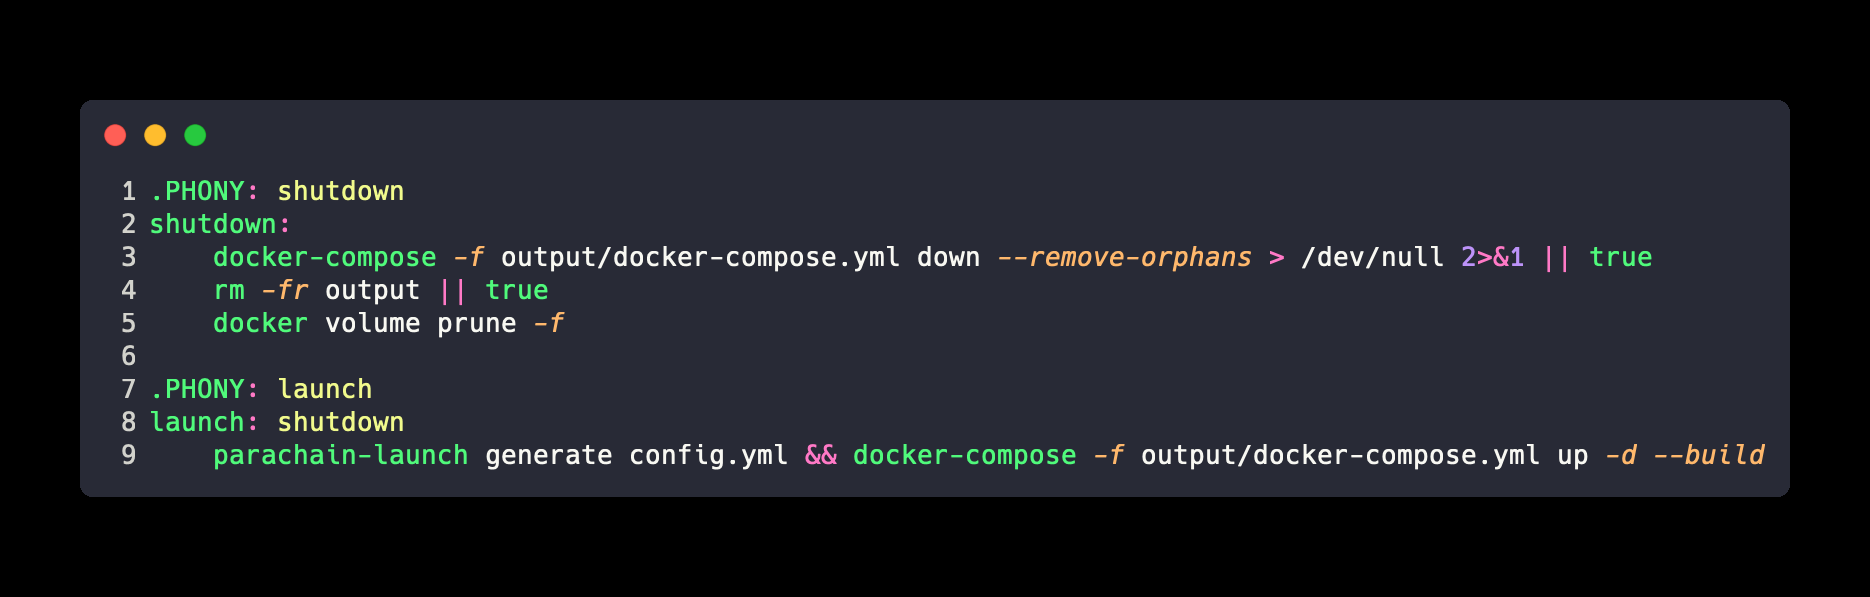 1 .PHONY: shutdown
2 shutdown:
3     docker-compose -f output/docker-compose.yml down --remove-orphans > /dev/null 2>&1 || true
4     rm -fr output || true
5     docker volume prune -f
6
7 .PHONY: launch
8 launch: shutdown
9     parachain-launch generate config.yml && docker-compose -f output/docker-compose.yml up -d --build